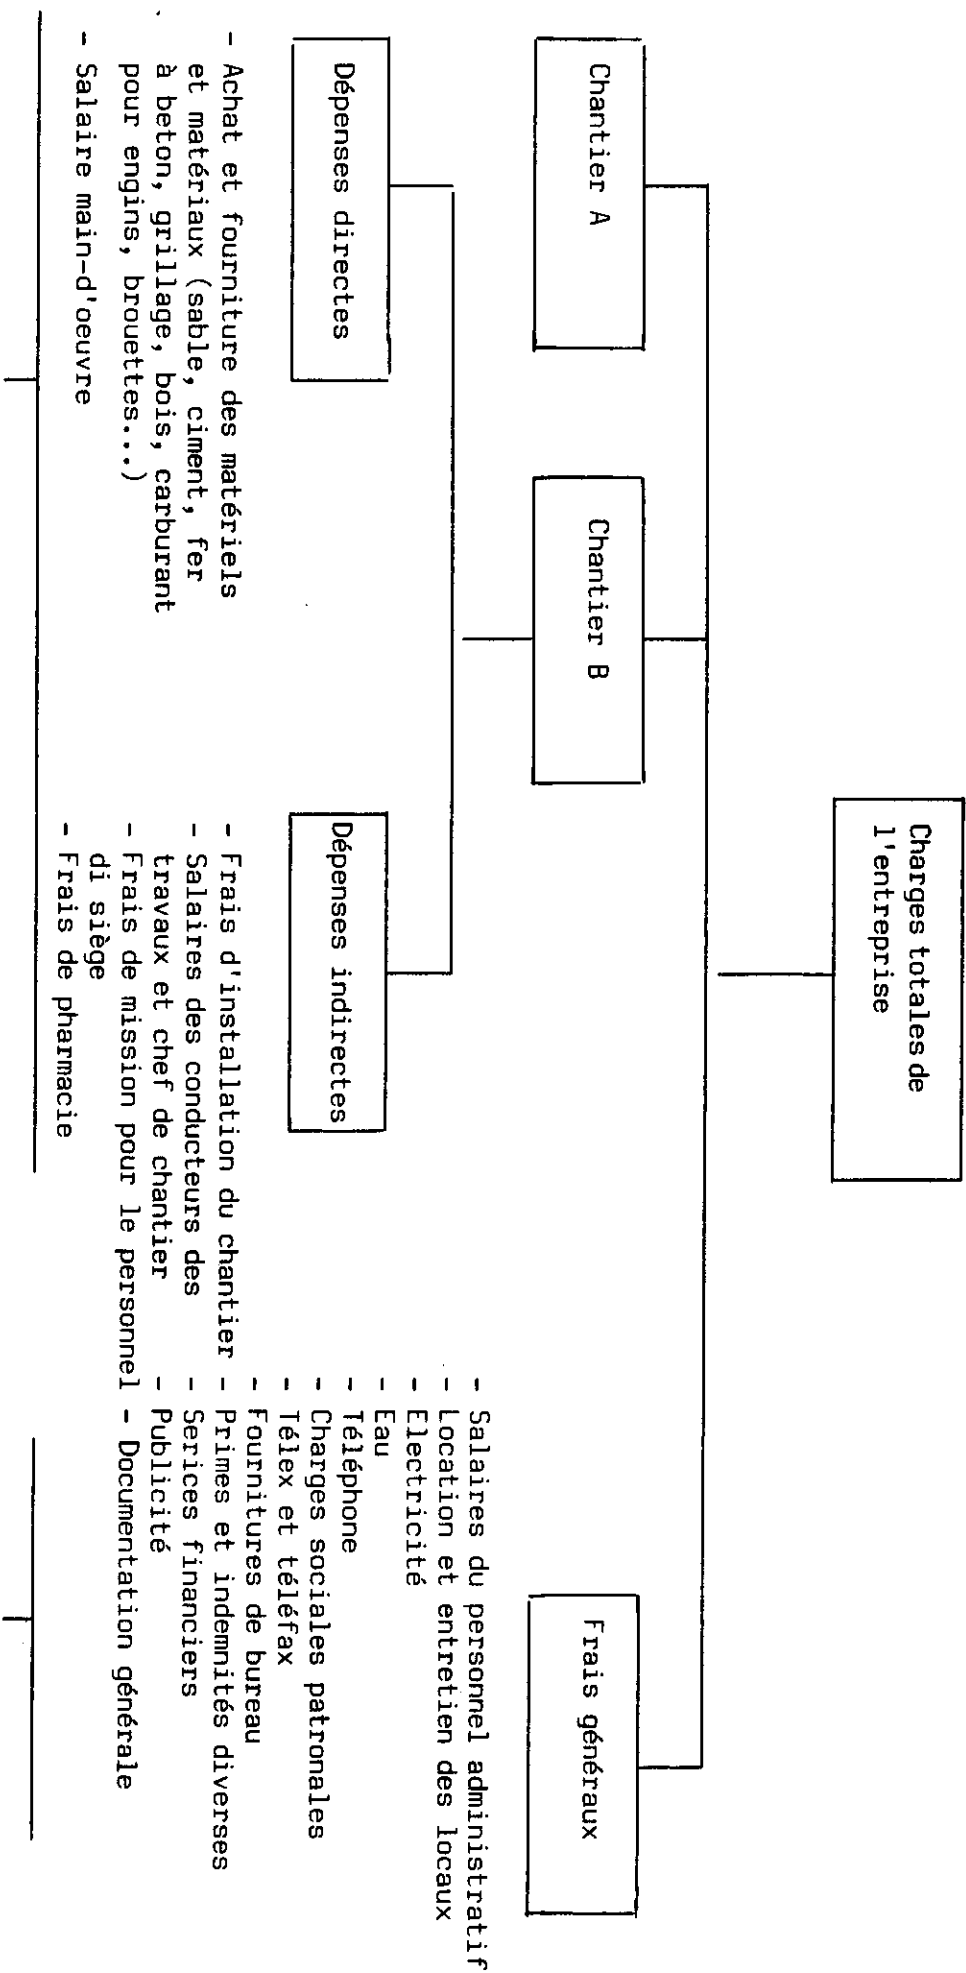 Charges totales de
l'entreprise
Chantier A
Chantier B
Frais généraux
Dépenses directes
Dépenses indirectes
- Achat et fourniture des matériels
et matériaux (sable, ciment, fer
à beton, grillage, bois, carburant
pour engins, brouettes...)
- Salaire main-d'oeuvre
- Frais d'installation du chantier
- Salaires des conducteurs des
travaux et chef de chantier
- Frais de mission pour le personnel
di siège
- Frais de pharmacie
- Salaires du personnel administratif
- Location et entretien des locaux
- Electricité
- Eau
- Téléphone
- Charges sociales patronales
- Télex et téléfax
- Fournitures de bureau
- Primes et indemnités diverses
- Serices financiers
- Publicité
- Documentation générale